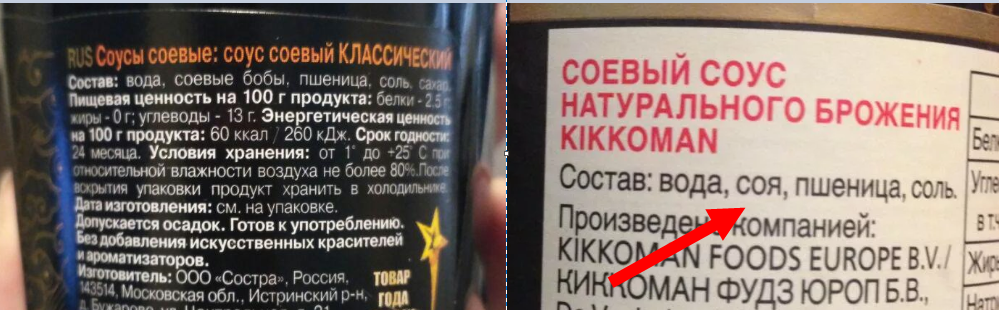 RUS Соусы соевые: соус соевый КЛАССИЧЕСКИЙ
Состав: вода, соевые бобы, пшеница, соль, сахар.
Пищевая ценность на 100 г продукта: белки - 2.5 г;
жиры - 0 г; углеводы - 13 г. Энергетическая ценность
на 100 г продукта: 60 ккал / 260 кДж. Срок годности:
24 месяца. Условия хранения: от 1° до +25° С при
относительной влажности воздуха не более 80%.После
вскрытия упаковки продукт хранить в холодильнике.
Дата изготовления: см. на упаковке.
Допускается осадок. Готов к употреблению.
Без добавления искусственных красителей
и ароматизаторов.
Изготовитель: ООО «Состра», Россия,
143514, Московская обл., Истринский р-н,
ТОВАР
ГОДА
СОЕВЫЙ СОУС
НАТУРАЛЬНОГО БРОЖЕНИЯ
KIKKOMAN
Состав: вода, соя, пшеница, соль.
Произведен компанией:
KIKKOMAN FOODS EUROPE B.V. /
КИККОМАН ФУДЗ ЮРОП Б.В.,
Белк
Угле
в т.ч
Жир
Натр